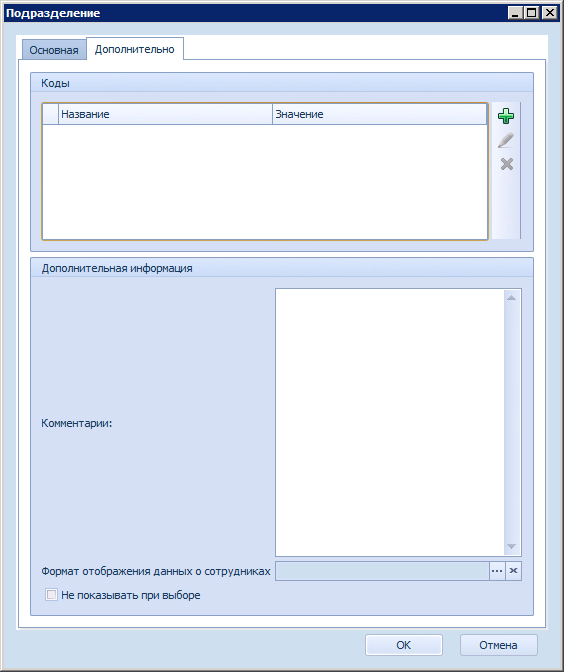 Подразделение
Основная
Дополнительно
Коды
Название
Значение
Дополнительная информация
Комментарии:
Формат отображения данных о сотрудниках
Не показывать при выборе
OK
Отмена